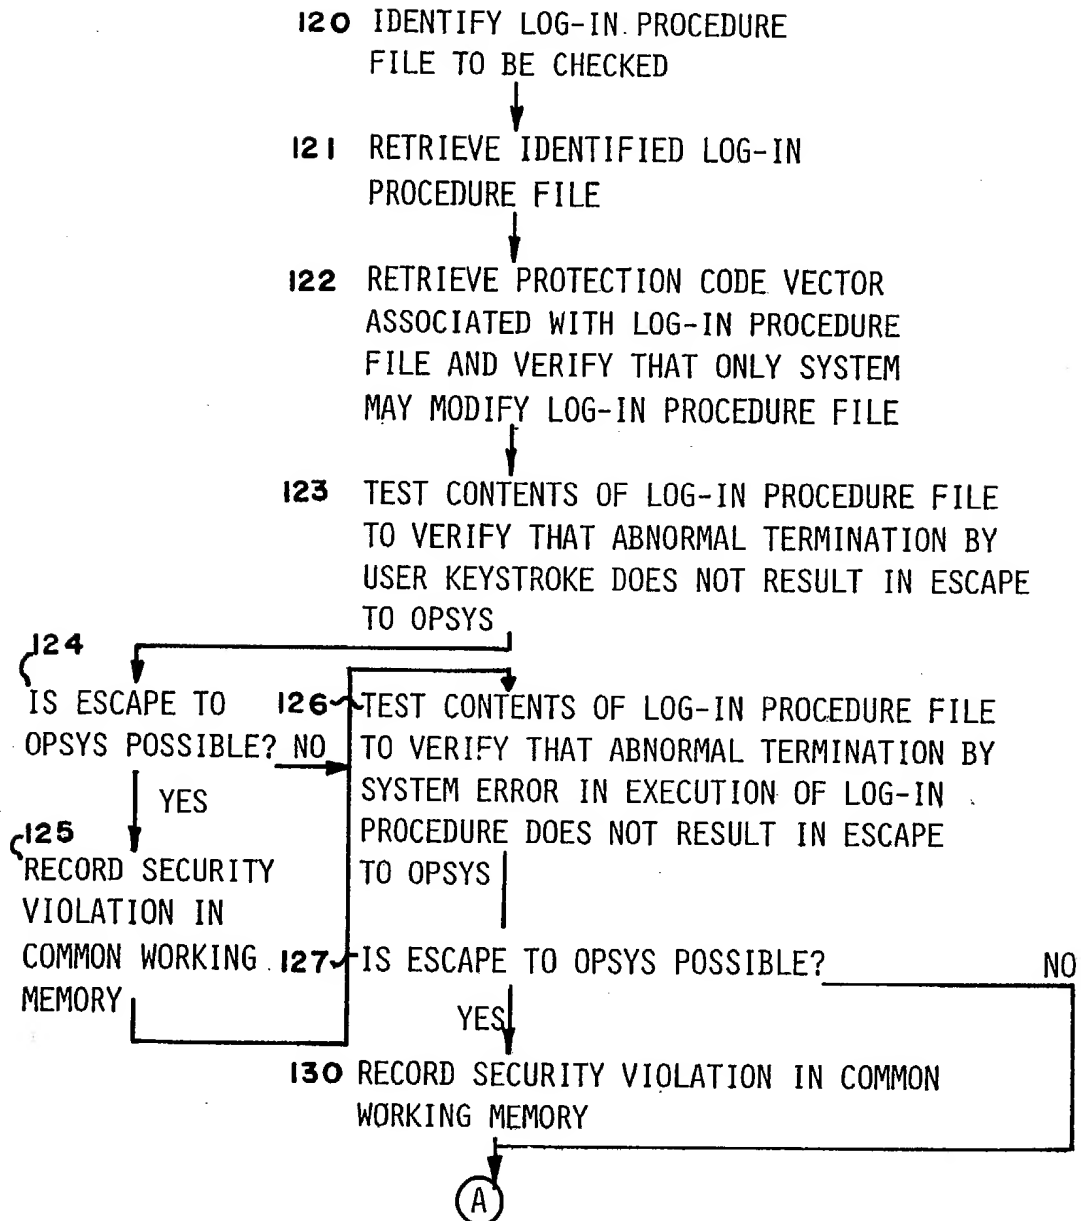 120 IDENTIFY LOG-IN PROCEDURE
FILE TO BE CHECKED
121 RETRIEVE IDENTIFIED LOG-IN
PROCEDURE FILE
122 RETRIEVE PROTECTION CODE VECTOR
ASSOCIATED WITH LOG-IN PROCEDURE
FILE AND VERIFY THAT ONLY SYSTEM
MAY MODIFY LOG-IN PROCEDURE FILE
123 TEST CONTENTS OF LOG-IN PROCEDURE FILE
TO VERIFY THAT ABNORMAL TERMINATION BY
USER KEYSTROKE DOES NOT RESULT IN ESCAPE
TO OPSYS
124
IS ESCAPE TO
OPSYS POSSIBLE? NO
YES
125
RECORD SECURITY
VIOLATION IN
COMMON WORKING
MEMORY
126 TEST CONTENTS OF LOG-IN PROCEDURE FILE
TO VERIFY THAT ABNORMAL TERMINATION BY
SYSTEM ERROR IN EXECUTION OF LOG-IN
PROCEDURE DOES NOT RESULT IN ESCAPE
TO OPSYS
127 IS ESCAPE TO OPSYS POSSIBLE? NO
YES
130 RECORD SECURITY VIOLATION IN COMMON
WORKING MEMORY
A